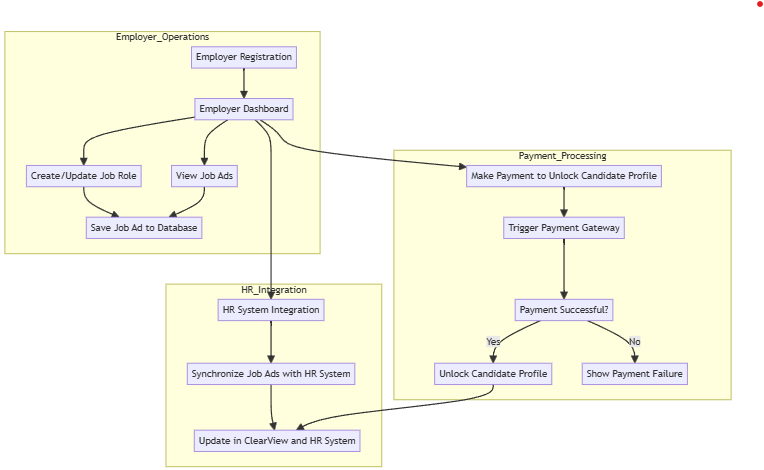 Employer_Operations
Employer Registration
Employer Dashboard
Create/Update Job Role
View Job Ads
Save Job Ad to Database
Payment_Processing
Make Payment to Unlock Candidate Profile
Trigger Payment Gateway
Payment Successful?
Yes
No
Unlock Candidate Profile
Show Payment Failure
HR_Integration
HR System Integration
Synchronize Job Ads with HR System
Update in ClearView and HR System